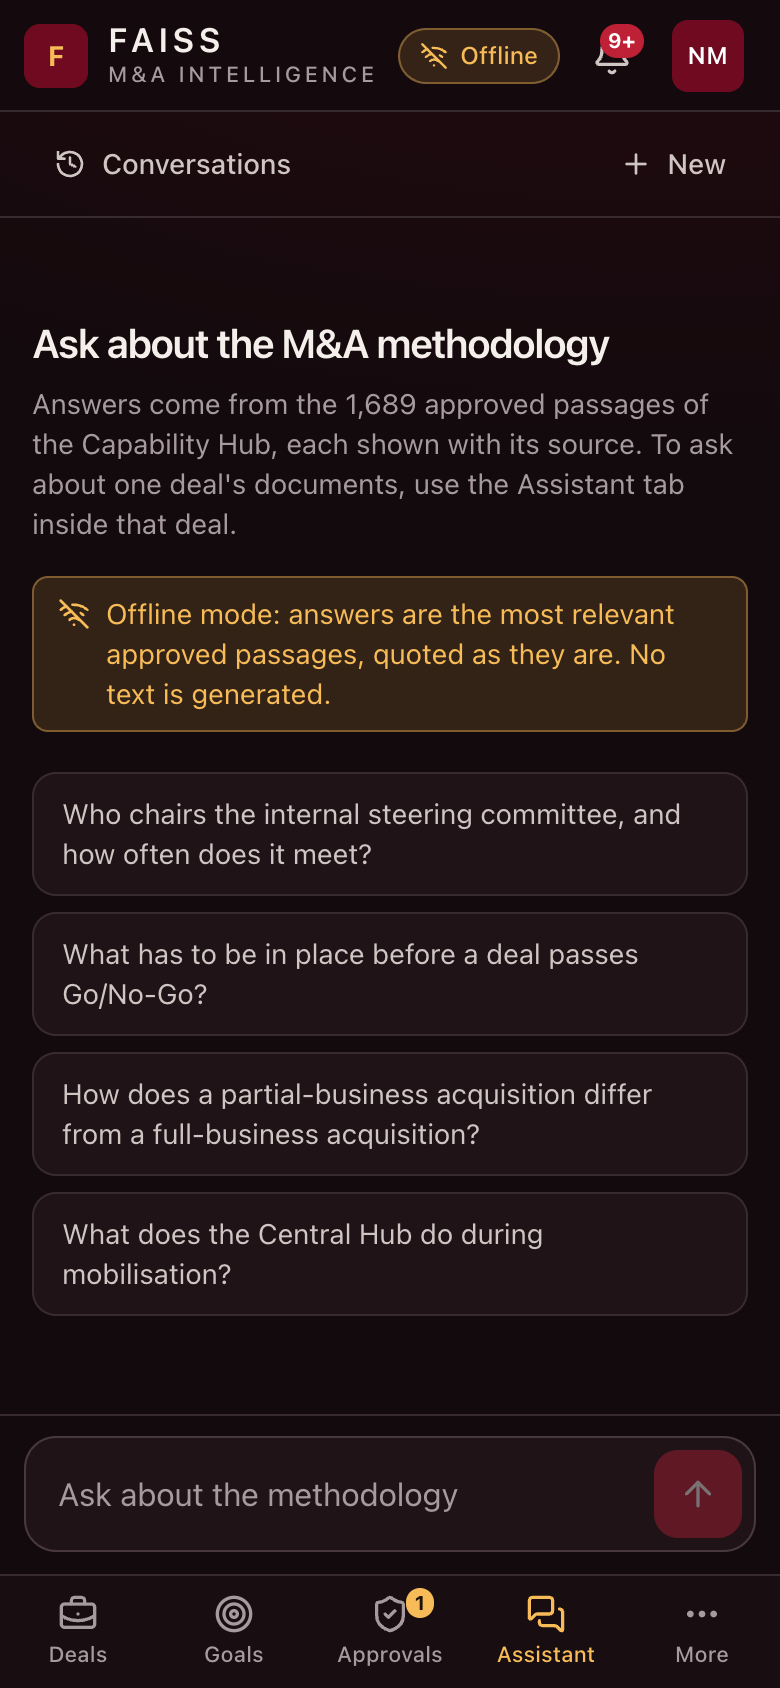 F
FAISS
M&A INTELLIGENCE
Offline
9+
NM
Conversations
New
Ask about the M&A methodology
Answers come from the 1,689 approved passages of
the Capability Hub, each shown with its source. To ask
about one deal's documents, use the Assistant tab
inside that deal.
Offline mode: answers are the most relevant
approved passages, quoted as they are. No
text is generated.
Who chairs the internal steering committee, and
how often does it meet?
What has to be in place before a deal passes
Go/No-Go?
How does a partial-business acquisition differ
from a full-business acquisition?
What does the Central Hub do during
mobilisation?
Ask about the methodology
1
Deals
Goals
Approvals
Assistant
More